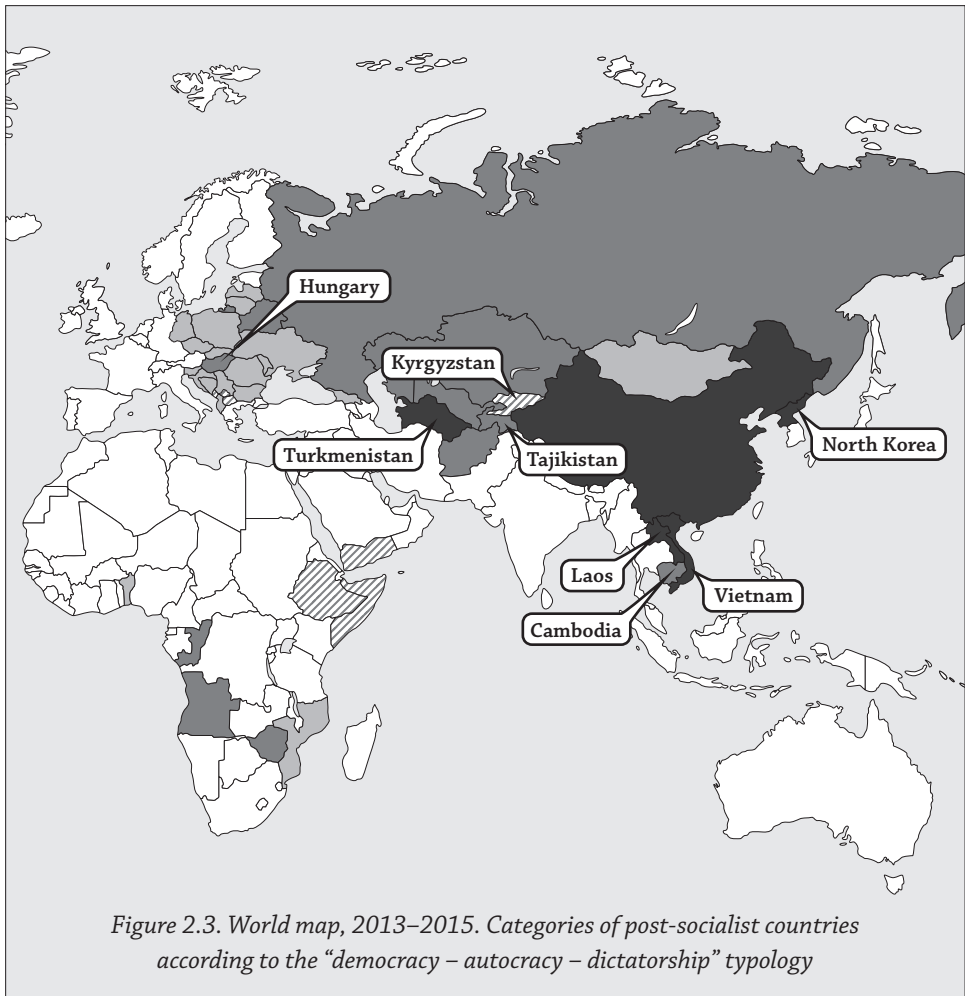 Hungary
Kyrgyzstan
Turkmenistan
Tajikistan
North Korea
Laos
Vietnam
Cambodia
Figure 2.3. World map, 2013–2015. Categories of post-socialist countries
according to the “democracy – autocracy – dictatorship” typology